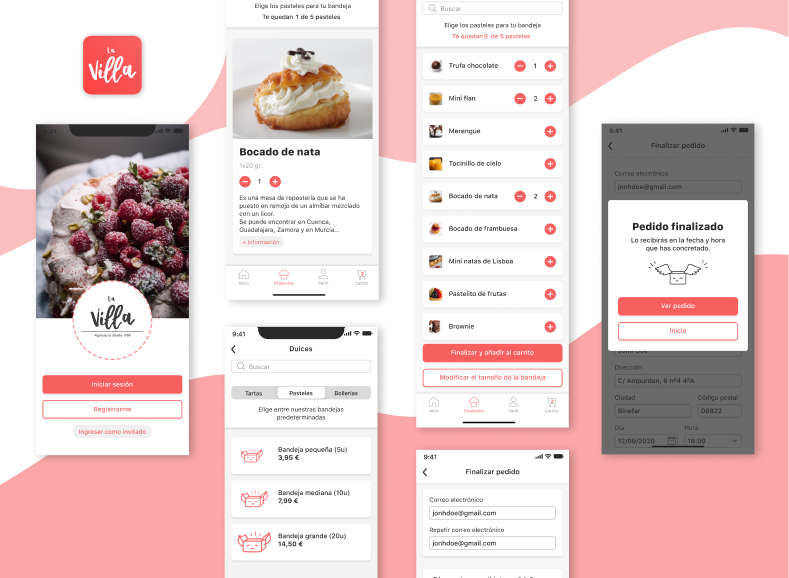 La
Villa
9:41
La
Villa
Pastelería desde 1984
Iniciar sesión
Registrarme
Ingresar como invitado
Elige los pasteles para tu bandeja
Te quedan 1 de 5 pasteles
Bocado de nata
1x20 gr.
1
Es una masa de repostería que se ha
puesto en remojo de un almíbar mezclado
con un licor.
Se puede encontrar en Cuenca,
Guadalajara, Zamora y en Murcia...
+ Información
Inicio
Productos
Perfil
Carrito
9:41
Dulces
Buscar
Tartas
Pasteles
Bollerías
Elige entre nuestras bandejas
predeterminadas
Bandeja pequeña (5u)
3,95 €
Bandeja mediana (10u)
7,99 €
Bandeja grande (20u)
14,50 €
Buscar
Elige los pasteles para tu bandeja
Te quedan 0 de 5 pasteles
Trufa chocolate
1
Mini flan
2
Merengue
Tocinillo de cielo
Bocado de nata
2
Bocado de frambuesa
Mini natas de Lisboa
Pastelito de frutas
Brownie
Finalizar y añadir al carrito
Modificar el tamaño de la bandeja
Inicio
Productos
Perfil
Carrito
9:41
Finalizar pedido
Correo electrónico
jonhdoe@gmail.com
Repetir correo electrónico
jonhdoe@gmail.com
9:41
Finalizar pedido
Correo electrónico
jonhdoe@gmail.com
Pedido finalizado
Lo recibirás en la fecha y hora
que has concretado.
Ver pedido
Inicio
John Doe
Dirección
C/ Ampurdan, 6 nº4 4ºA
Ciudad
Código postal
Binefar
08822
Día
Hora
12/09/2020
18:00